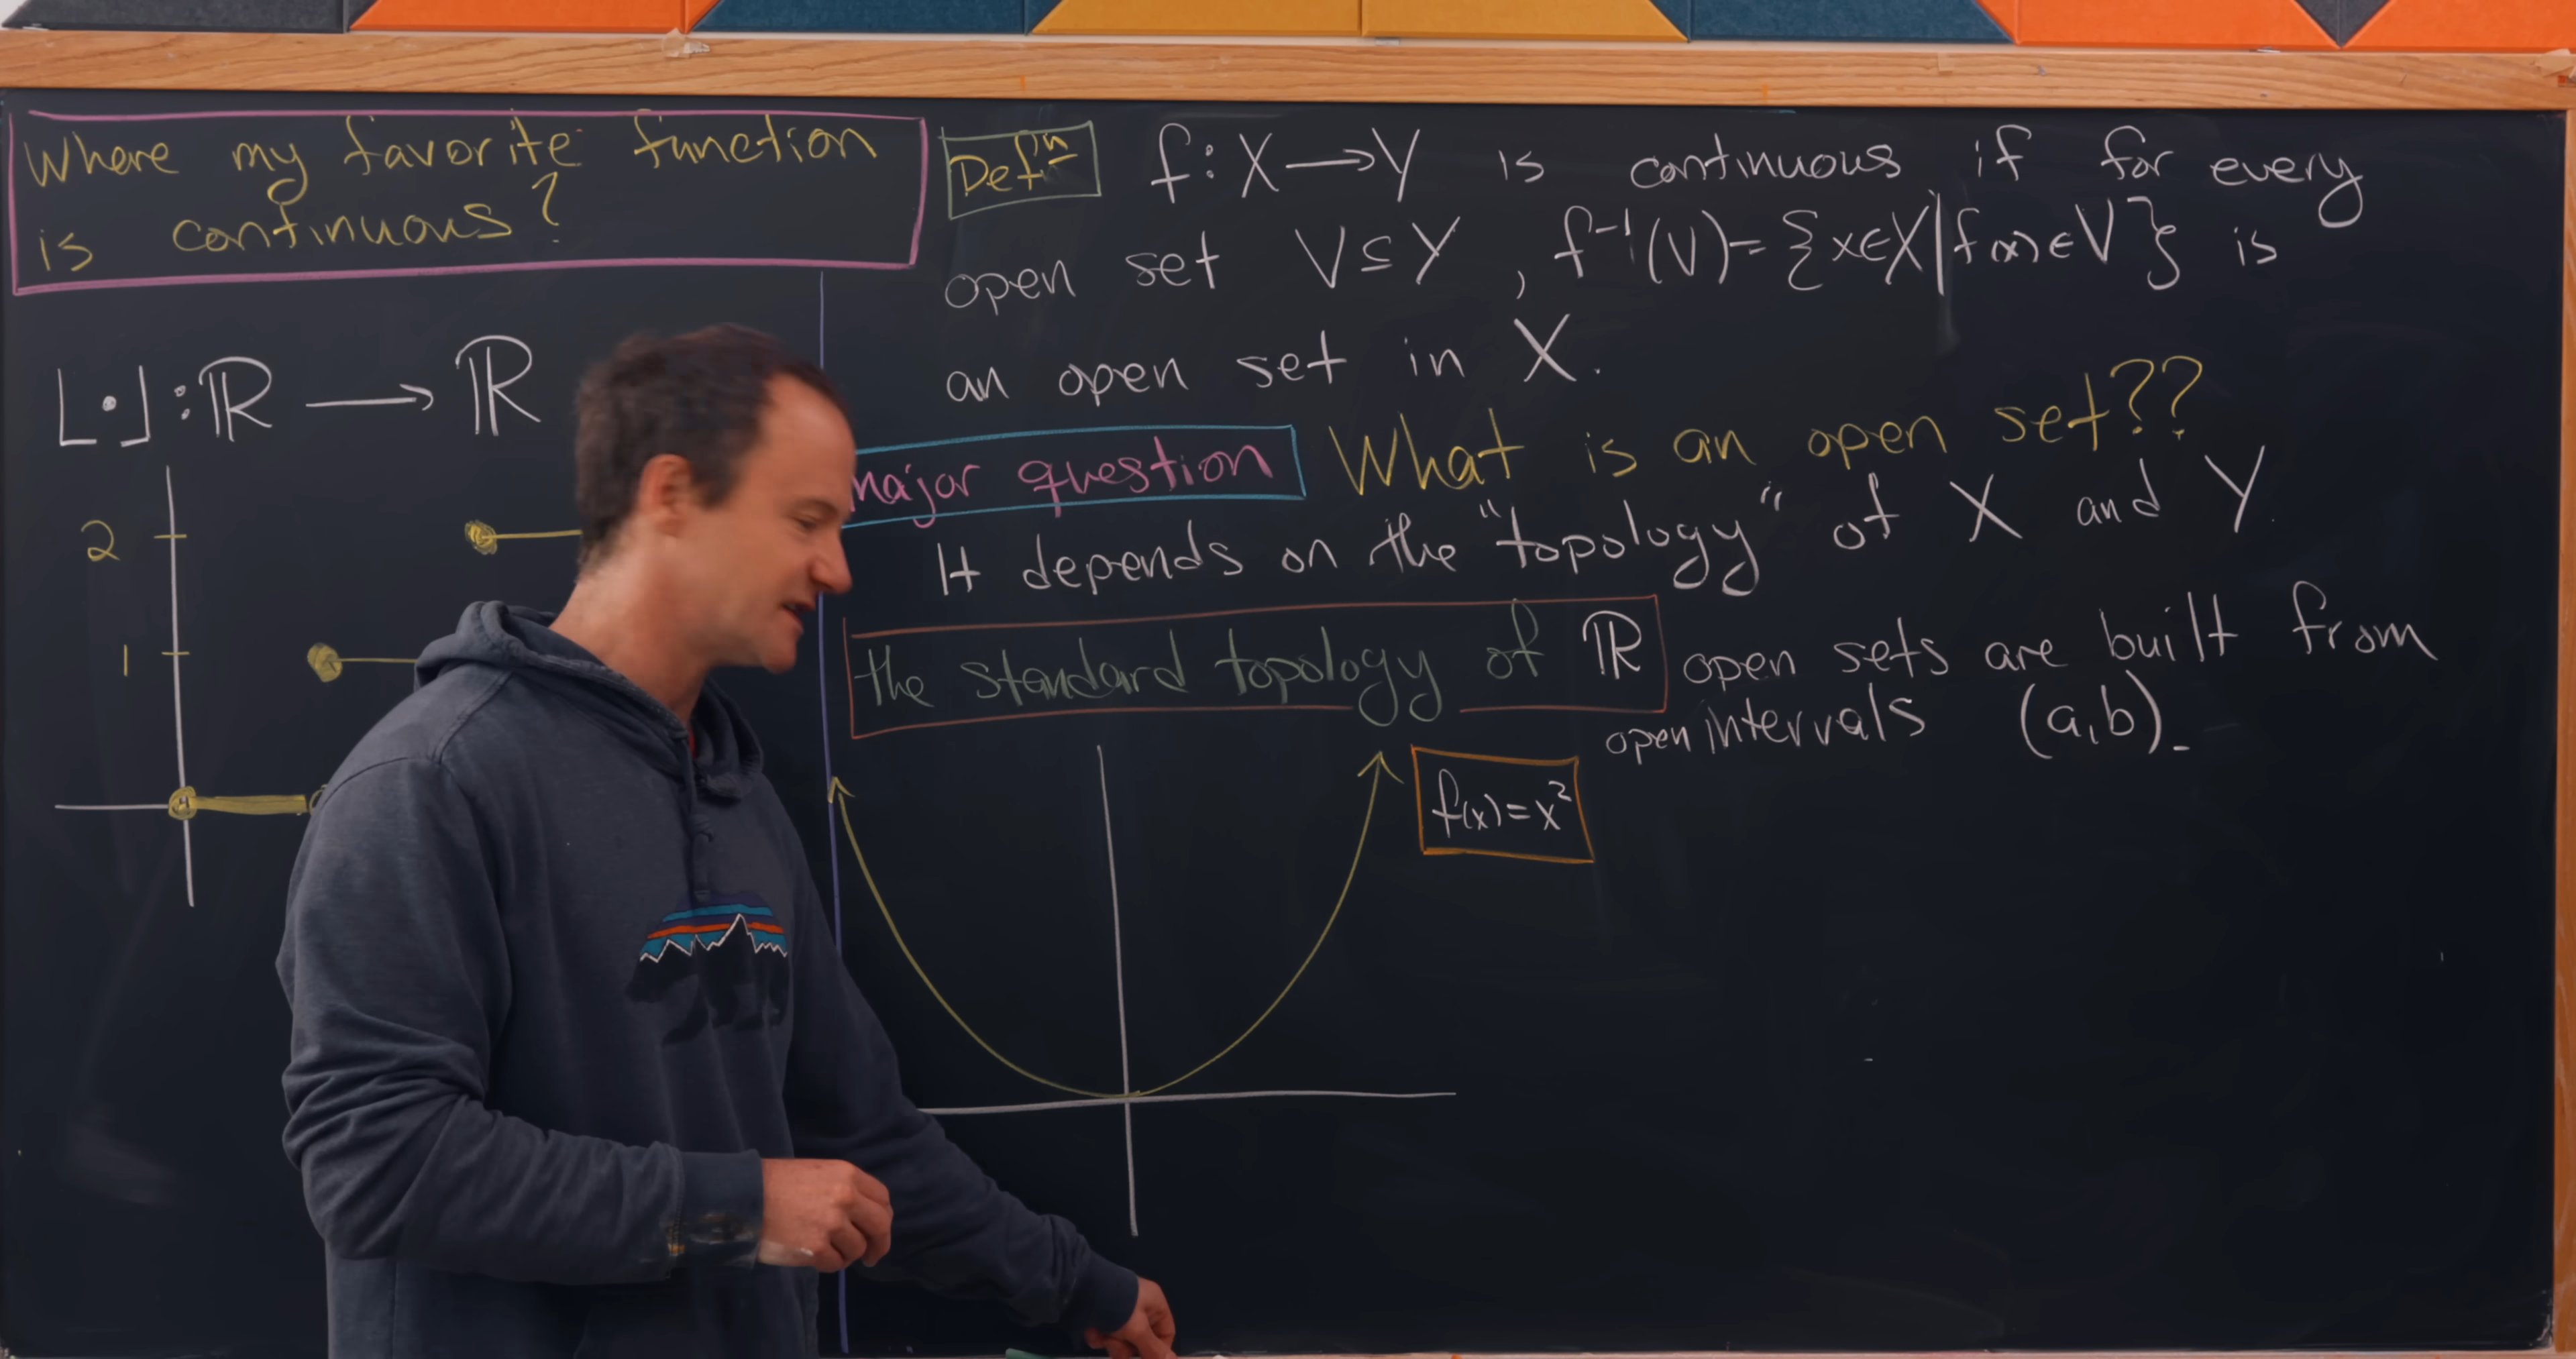 Where my favorite function
is continuous?
⌊•⌋:ℝ ⟶ ℝ
2
1
Defⁿ f:X⟶Y is continuous if for every
open set V⊆Y, f⁻¹(V)={x∈X|f(x)∈V} is
an open set in X.
major question What is an open set??
It depends on the "topology" of X and Y.
the standard topology of ℝ open sets are built from
open intervals (a,b).
f(x)=x²